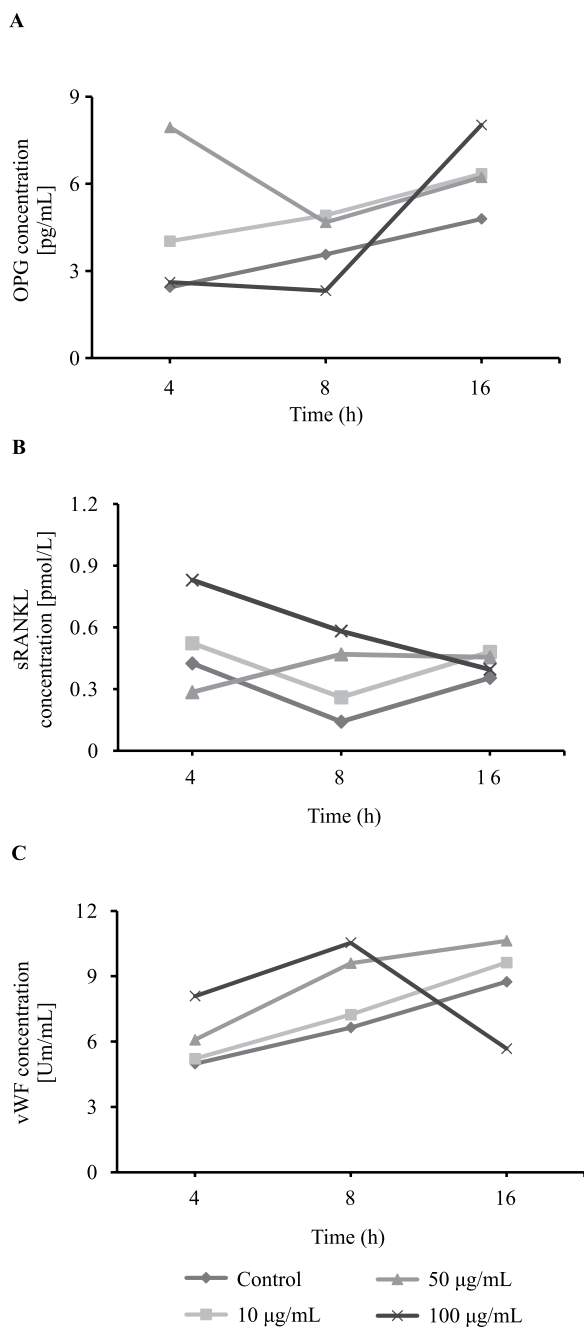 A
9
6
3
0
OPG concentration
[pg/mL]
4 8 16
Time (h)
B
1.2
0.9
0.6
0.3
0
sRANKL
concentration [pmol/L]
4 8 16
Time (h)
C
12
9
6
3
0
vWF concentration
[Um/mL]
4 8 16
Time (h)
Control 50 μg/mL
10 μg/mL 100 μg/mL